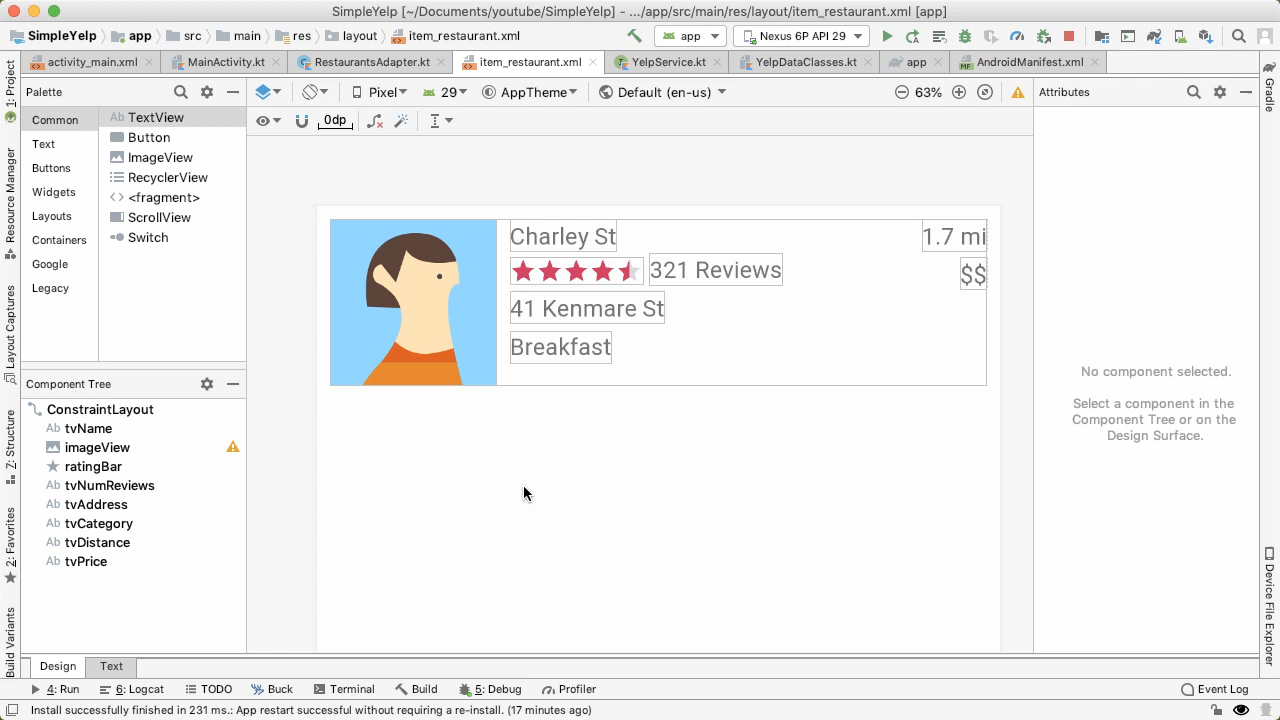 SimpleYelp [~/Documents/youtube/SimpleYelp] - .../app/src/main/res/layout/item_restaurant.xml [app]
SimpleYelp app src main res layout item_restaurant.xml app Nexus 6P API 29
activity_main.xml MainActivity.kt RestaurantsAdapter.kt item_restaurant.xml YelpService.kt YelpDataClasses.kt app AndroidManifest.xml
Palette
Pixel 29 AppTheme Default (en-us) 63%
Attributes
0dp
Common
Text
Buttons
Widgets
Layouts
Containers
Google
Legacy
Ab TextView
Button
ImageView
RecyclerView
<fragment>
ScrollView
Switch
Component Tree
ConstraintLayout
Ab tvName
imageView
ratingBar
Ab tvNumReviews
Ab tvAddress
Ab tvCategory
Ab tvDistance
Ab tvPrice
Charley St 1.7 mi
321 Reviews $$
41 Kenmare St
Breakfast
No component selected.
Select a component in the
Component Tree or on the
Design Surface.
1: Project
Resource Manager
Layout Captures
Z: Structure
2: Favorites
Build Variants
Gradle
Device File Explorer
Design Text
4: Run 6: Logcat TODO Buck Terminal Build 5: Debug Profiler Event Log
Install successfully finished in 231 ms.: App restart successful without requiring a re-install. (17 minutes ago)